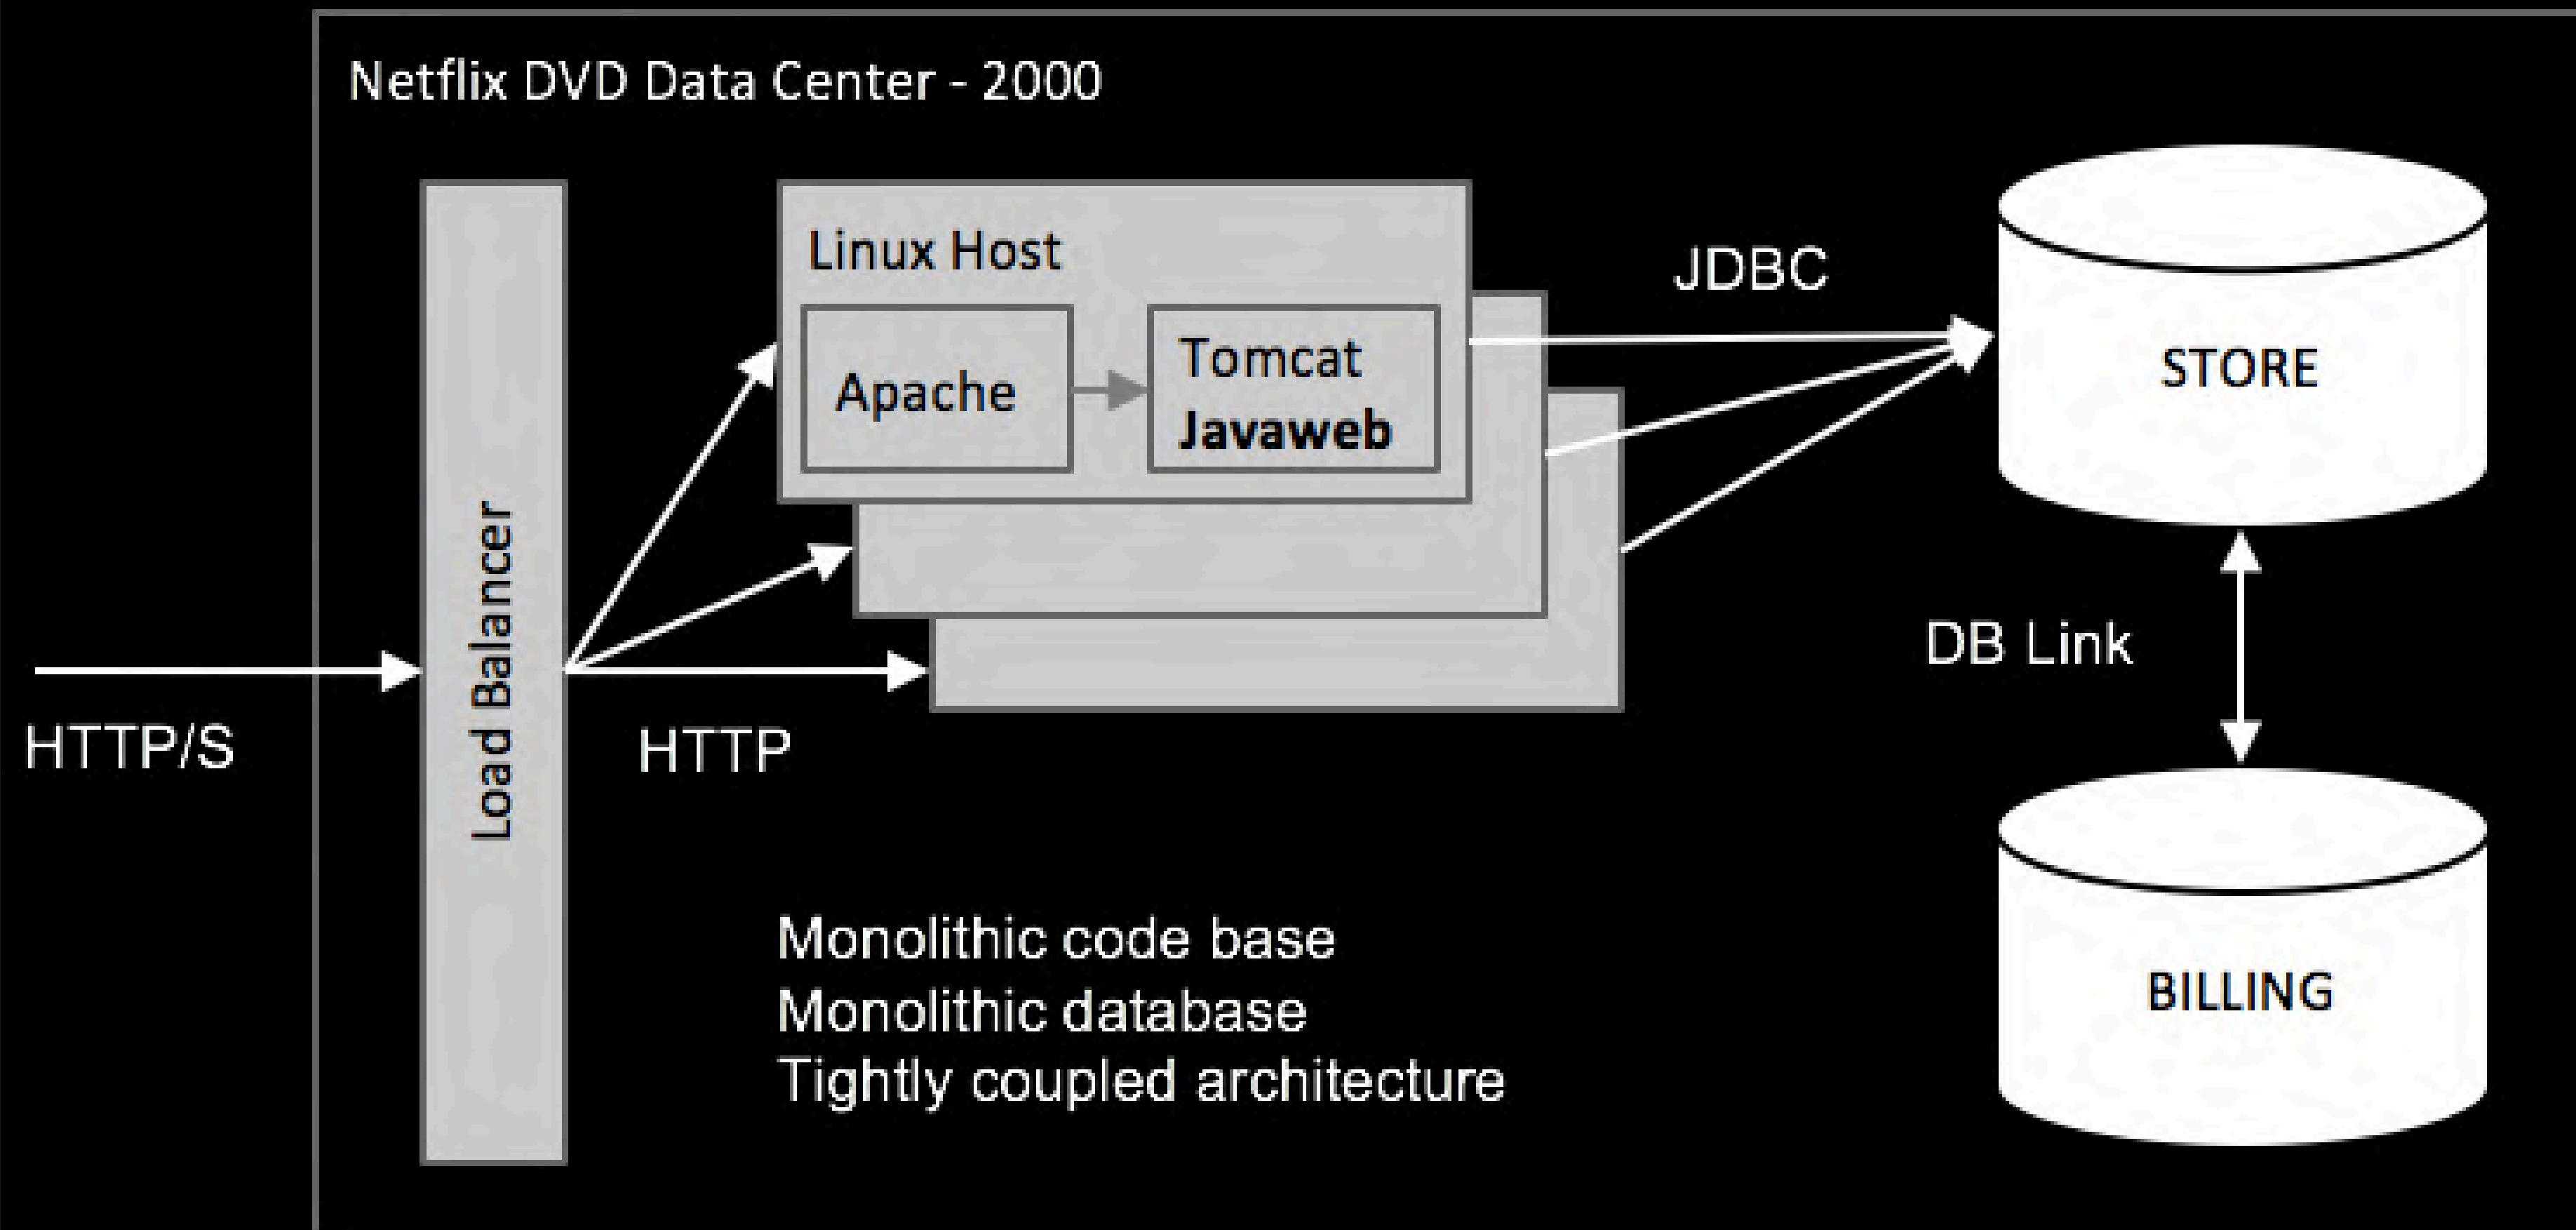 Netflix DVD Data Center - 2000
Linux Host
Apache
Tomcat
Javaweb
JDBC
STORE
Load Balancer
DB Link
HTTP/S
HTTP
BILLING
Monolithic code base
Monolithic database
Tightly coupled architecture